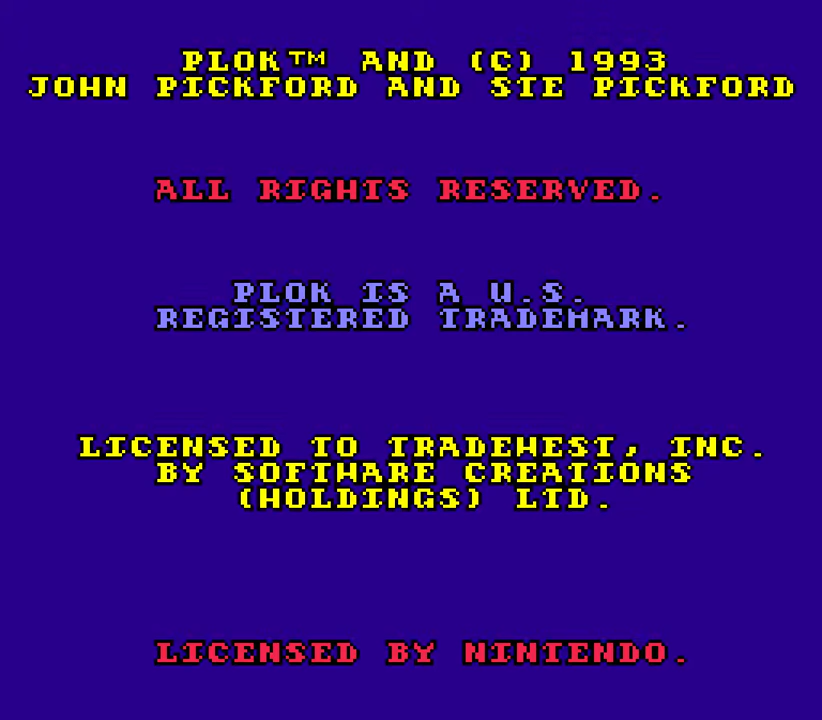 PLOK™ AND (C) 1993
JOHN PICKFORD AND STE PICKFORD
ALL RIGHTS RESERVED.
PLOK IS A U.S.
REGISTERED TRADEMARK.
LICENSED TO TRADEWEST, INC.
BY SOFTWARE CREATIONS
(HOLDINGS) LTD.
LICENSED BY NINTENDO.